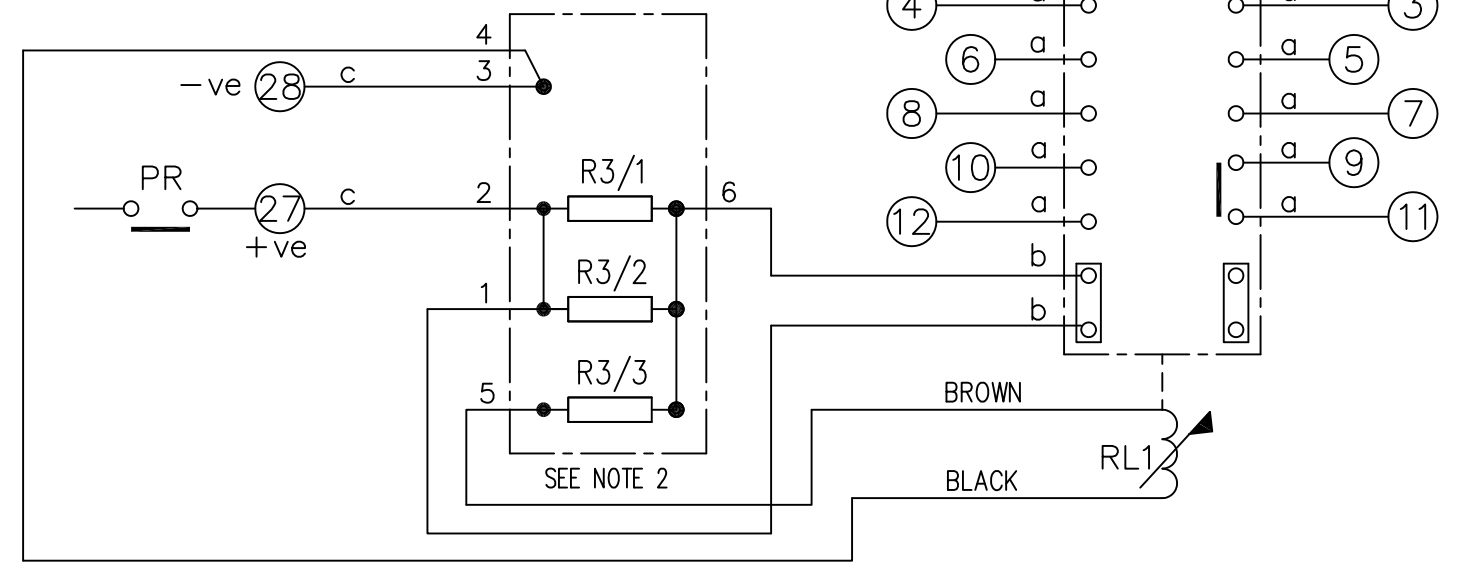 4 a a 3
4
-ve 28 c 3
6 a a 5
8 a a 7
10 a a 9
PR R3/1
27 c 2 6
+ve
12 a a 11
R3/2 b
1
b
R3/3
5 BROWN
RL1
SEE NOTE 2 BLACK